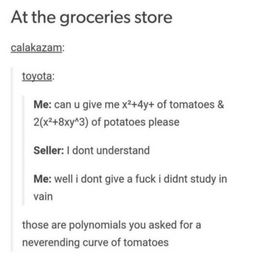 At the groceries store
calakazam:
toyota:
Me: can u give me x²+4y+ of tomatoes &
2(x²+8xy^3) of potatoes please
Seller: I dont understand
Me: well i dont give a fuck i didnt study in
vain
those are polynomials you asked for a
neverending curve of tomatoes